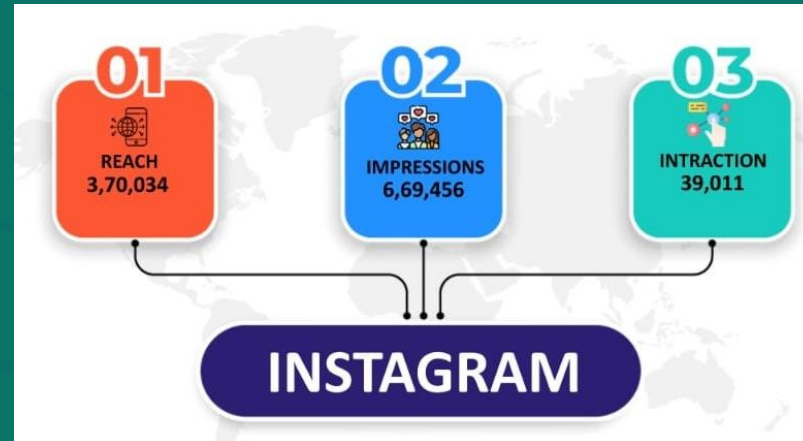 01
REACH
3,70,034
02
IMPRESSIONS
6,69,456
03
INTRACTION
39,011
INSTAGRAM